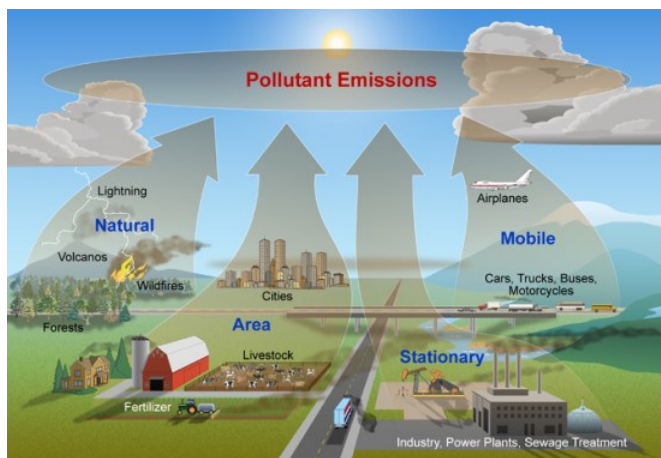 Pollutant Emissions
Lightning
Natural
Volcanos
Wildfires
Forests
Airplanes
Mobile
Cars, Trucks, Buses,
Motorcycles
Cities
Area
Livestock
Fertilizer
Stationary
Industry, Power Plants, Sewage Treatment